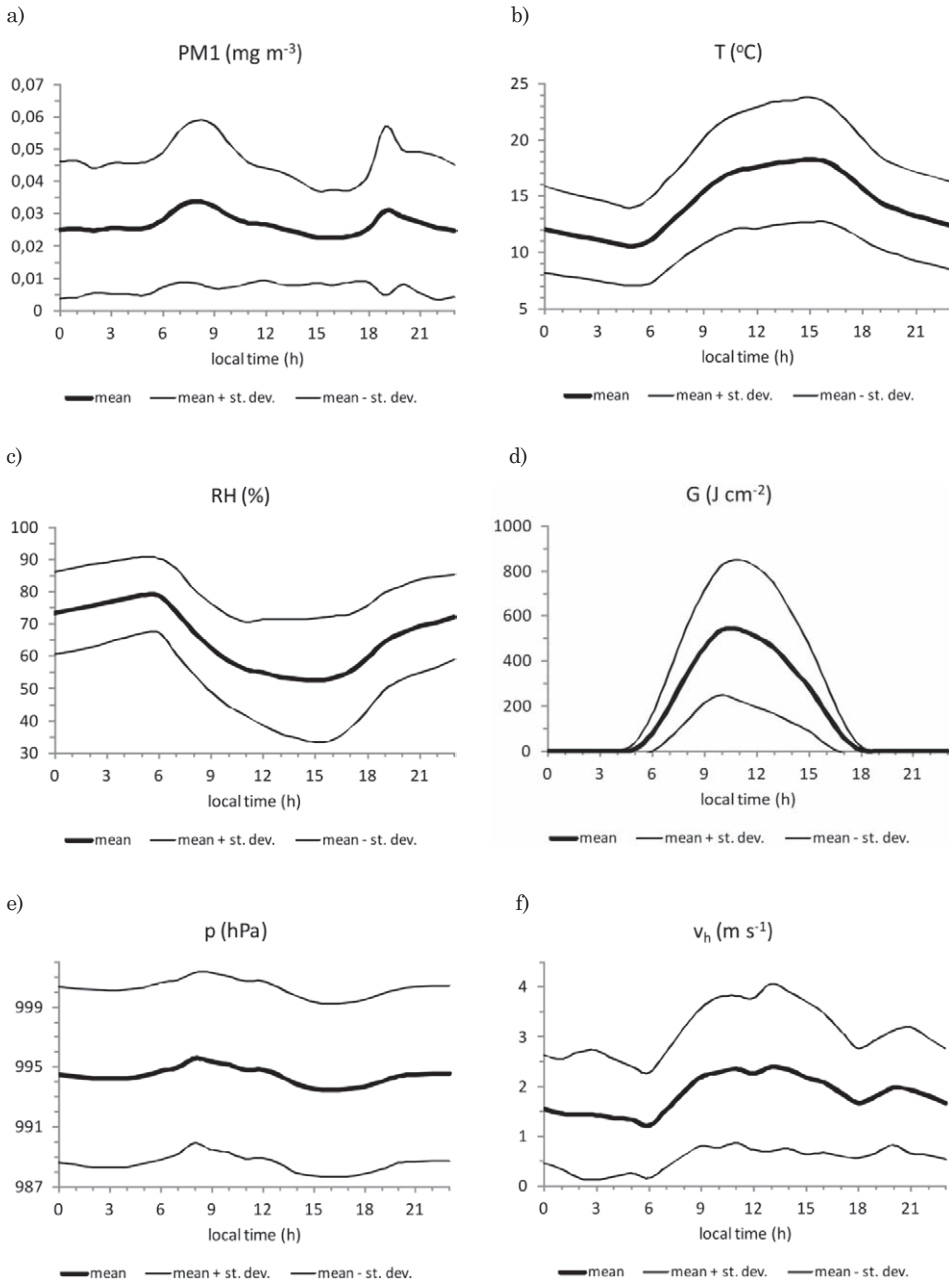 a)
PM1 (mg m⁻³)
0,07
0,06
0,05
0,04
0,03
0,02
0,01
0
0 3 6 9 12 15 18 21
local time (h)
mean mean + st. dev. mean - st. dev.
b)
T (ºC)
25
20
15
10
5
0 3 6 9 12 15 18 21
local time (h)
mean mean + st. dev. mean - st. dev.
c)
RH (%)
100
90
80
70
60
50
40
30
0 3 6 9 12 15 18 21
local time (h)
mean mean + st. dev. mean - st. dev.
d)
G (J cm⁻²)
1000
800
600
400
200
0
0 3 6 9 12 15 18 21
local time (h)
mean mean + st. dev. mean - st. dev.
e)
p (hPa)
999
995
991
987
0 3 6 9 12 15 18 21
local time (h)
mean mean + st. dev. mean - st. dev.
f)
vₕ (m s⁻¹)
4
3
2
1
0
0 3 6 9 12 15 18 21
local time (h)
mean mean + st. dev. mean - st. dev.